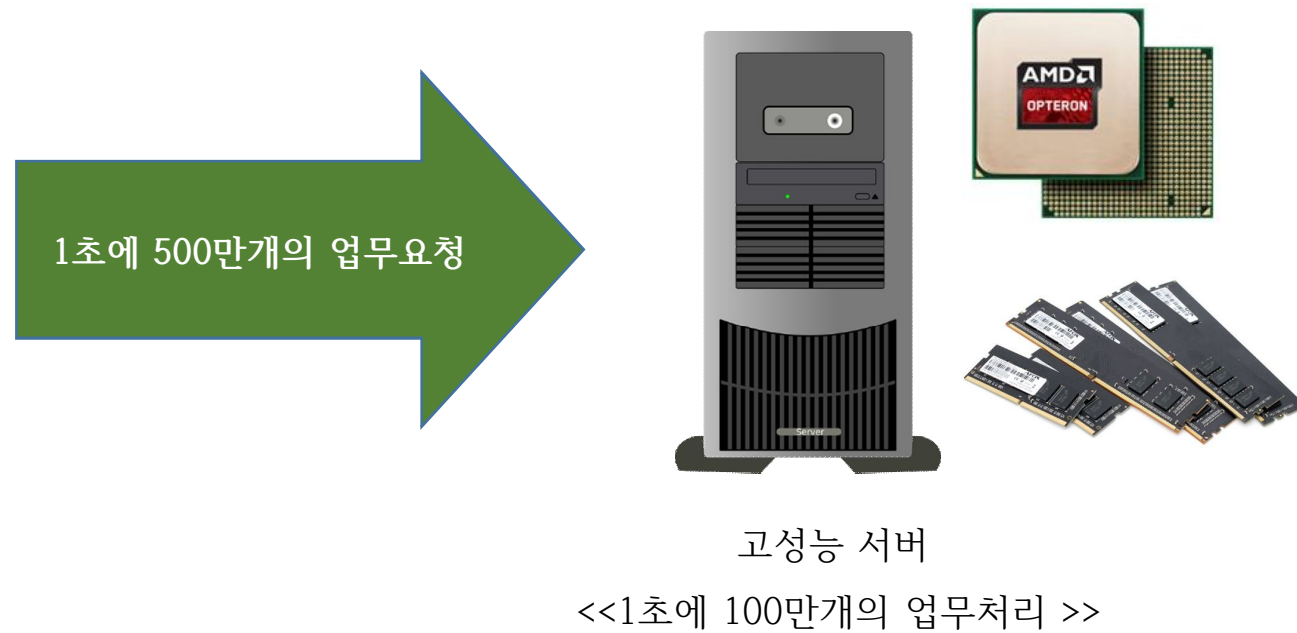 AMD
OPTERON
1초에 500만개의 업무요청
Server
고성능 서버
<<1초에 100만개의 업무처리 >>